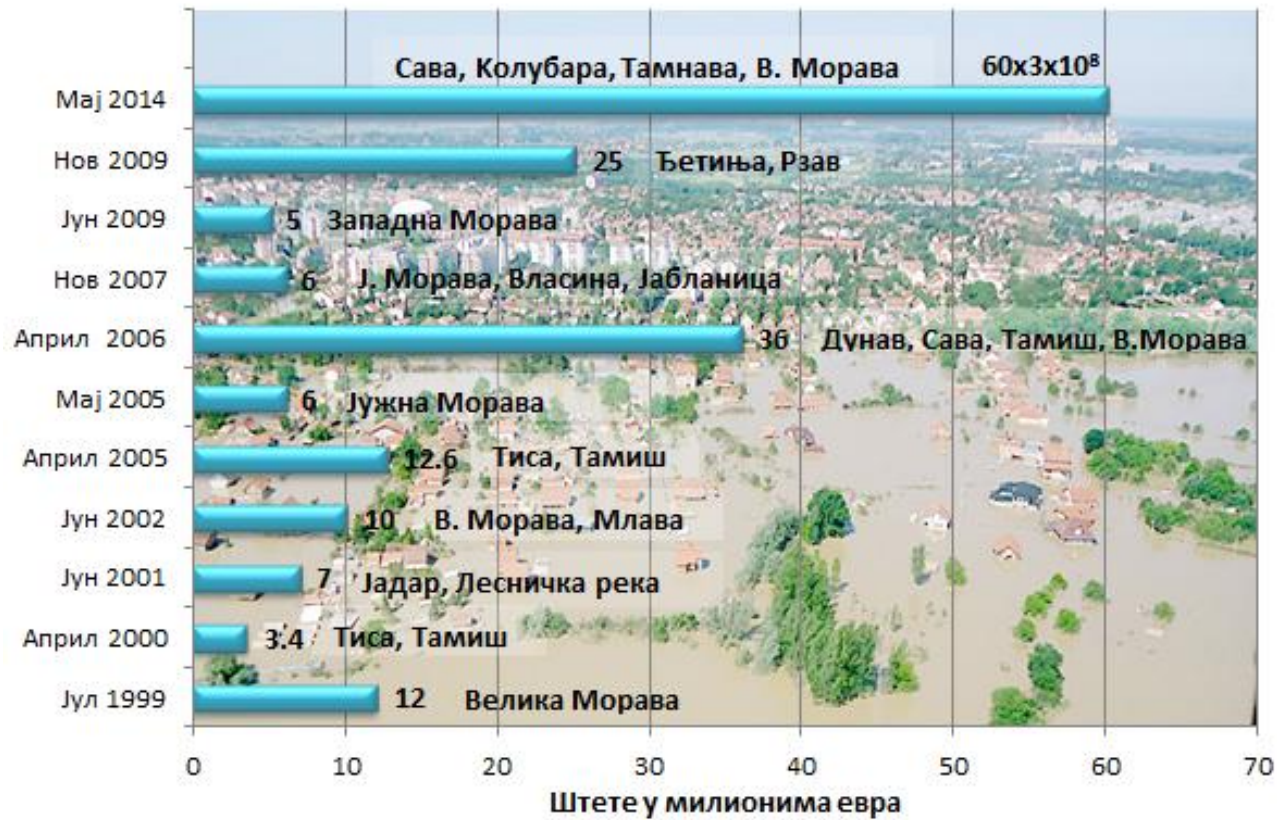 Сава, Колубара, Тамнава, В. Морава 60x3x10⁸
Мај 2014
Нов 2009 25 Ђетиња, Рзав
Јун 2009 5 Западна Морава
Нов 2007 6 Ј. Морава, Власина, Јабланица
Април 2006 36 Дунав, Сава, Тамиш, В.Морава
Мај 2005 6 Јужна Морава
Април 2005 12.6 Тиса, Тамиш
Јун 2002 10 В. Морава, Млава
Јун 2001 7 Јадар, Лесничка река
Април 2000 3.4 Тиса, Тамиш
Јул 1999 12 Велика Морава
0 10 20 30 40 50 60 70
Штете у милионима евра